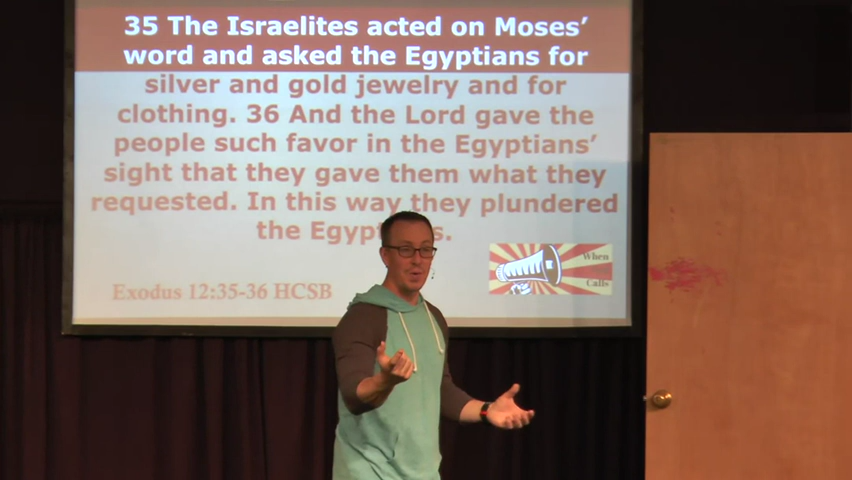 35 The Israelites acted on Moses’
word and asked the Egyptians for
silver and gold jewelry and for
clothing. 36 And the Lord gave the
people such favor in the Egyptians’
sight that they gave them what they
requested. In this way they plundered
the
Exodus 12:35-36 HCSB
When
Calls